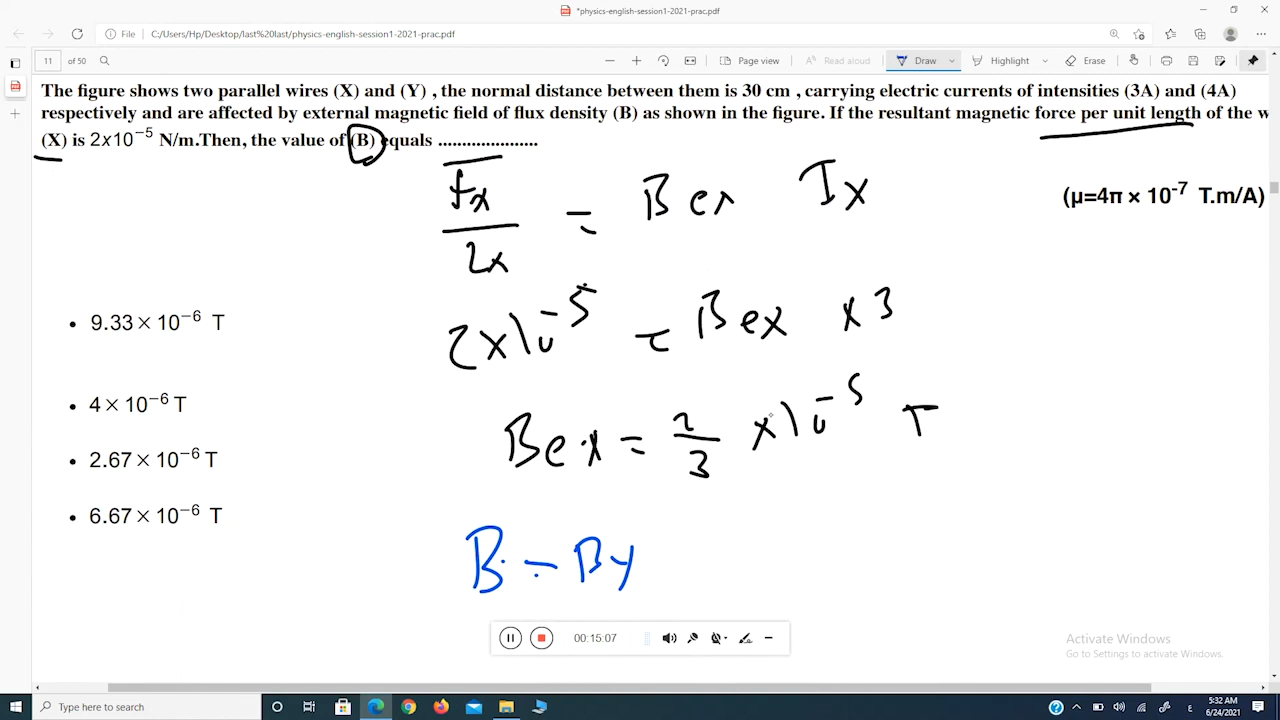 *physics-english-session1-2021-prac.pdf
File | C:/Users/Hp/Desktop/last%20last/physics-english-session1-2021-prac.pdf
11 of 50 Page view Read aloud Draw Highlight Erase
The figure shows two parallel wires (X) and (Y) , the normal distance between them is 30 cm , carrying electric currents of intensities (3A) and (4A)
respectively and are affected by external magnetic field of flux density (B) as shown in the figure. If the resultant magnetic force per unit length of the w
(X) is 2x10⁻⁵ N/m.Then, the value of (B) equals ......................
(μ=4π × 10⁻⁷ T.m/A)
Fx/2x = Bex Ix
2x10⁻⁵ = Bex x3
Bex = 2/3 x10⁻⁵ T
B - By
• 9.33 × 10⁻⁶ T
• 4 × 10⁻⁶ T
• 2.67 × 10⁻⁶ T
• 6.67 × 10⁻⁶ T
00:15:07
Activate Windows
Go to Settings to activate Windows.
Type here to search
5:32 AM
6/24/2021